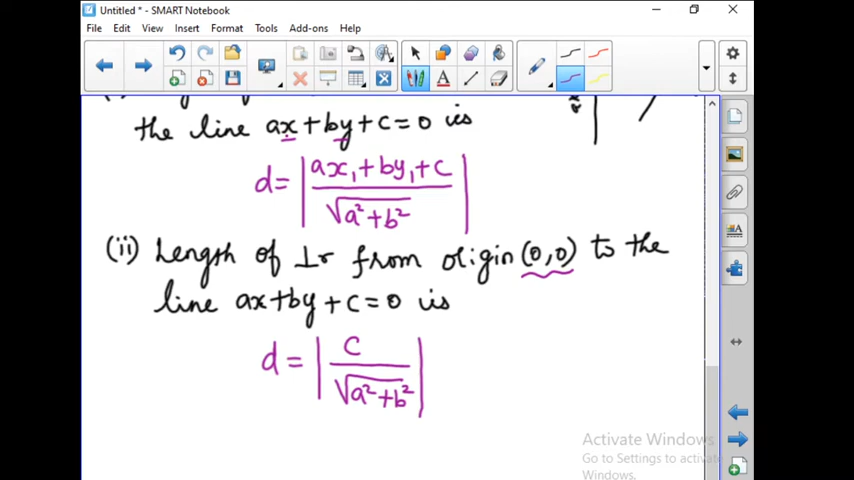 Untitled * - SMART Notebook
File Edit View Insert Format Tools Add-ons Help
the line ax+by+c=0 is
d=|ax₁+by₁+c / √a²+b²|
(ii) Length of ⊥r from origin (0,0) to the
line ax+by+c=0 is
d=|c / √a²+b²|
Activate Windows
Go to Settings to activate
Windows.